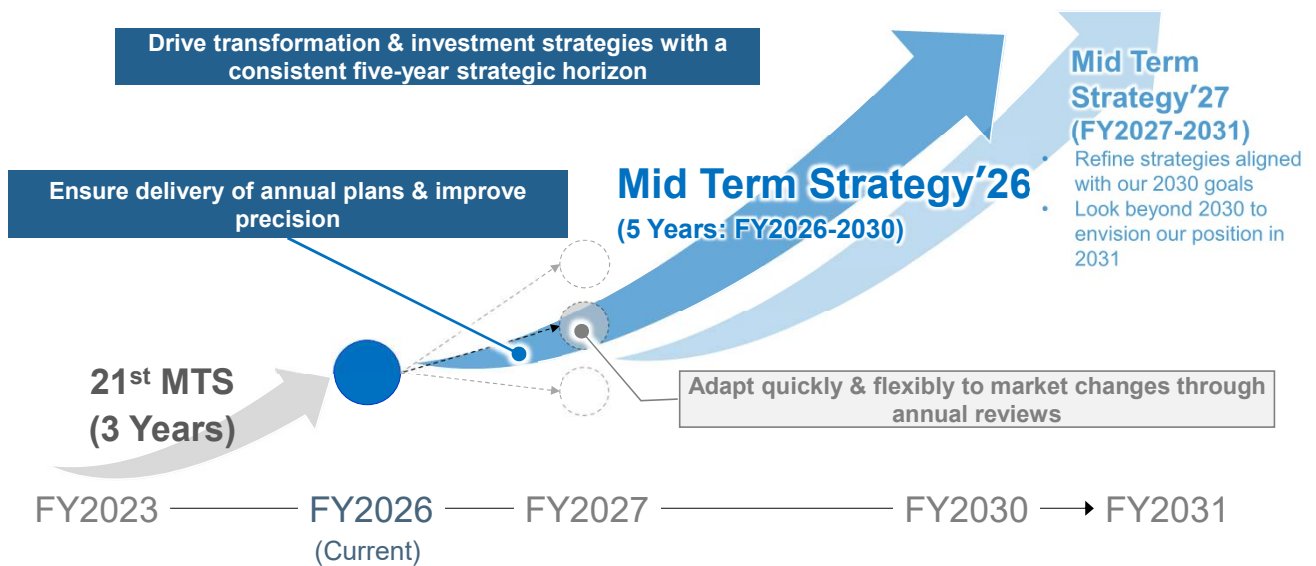 Drive transformation & investment strategies with a
consistent five-year strategic horizon
Mid Term
Strategy’27
(FY2027-2031)
• Refine strategies aligned
with our 2030 goals
• Look beyond 2030 to
envision our position in
2031
Ensure delivery of annual plans & improve
precision
Mid Term Strategy’26
(5 Years: FY2026-2030)
21st MTS
(3 Years)
Adapt quickly & flexibly to market changes through
annual reviews
FY2023
FY2026
(Current)
FY2027
FY2030
FY2031